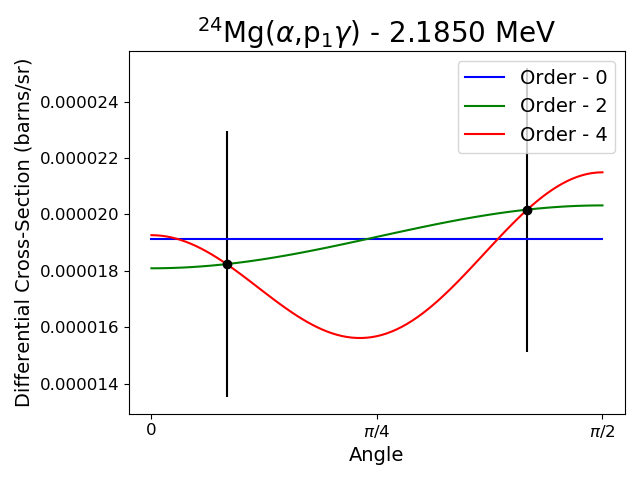 ²⁴Mg(α,p₁γ) - 2.1850 MeV
Order - 0
Order - 2
Order - 4
Differential Cross-Section (barns/sr)
0.000024
0.000022
0.000020
0.000018
0.000016
0.000014
0
π/4
π/2
Angle